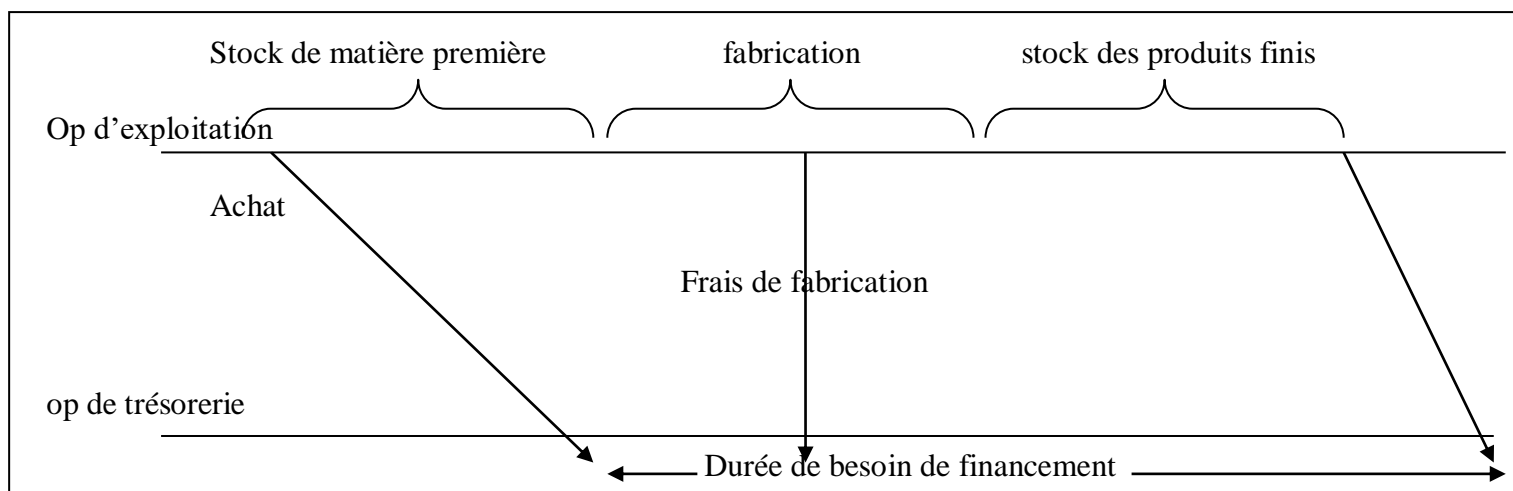 Stock de matière première fabrication stock des produits finis
Op d’exploitation
Achat
Frais de fabrication
op de trésorerie
Durée de besoin de financement